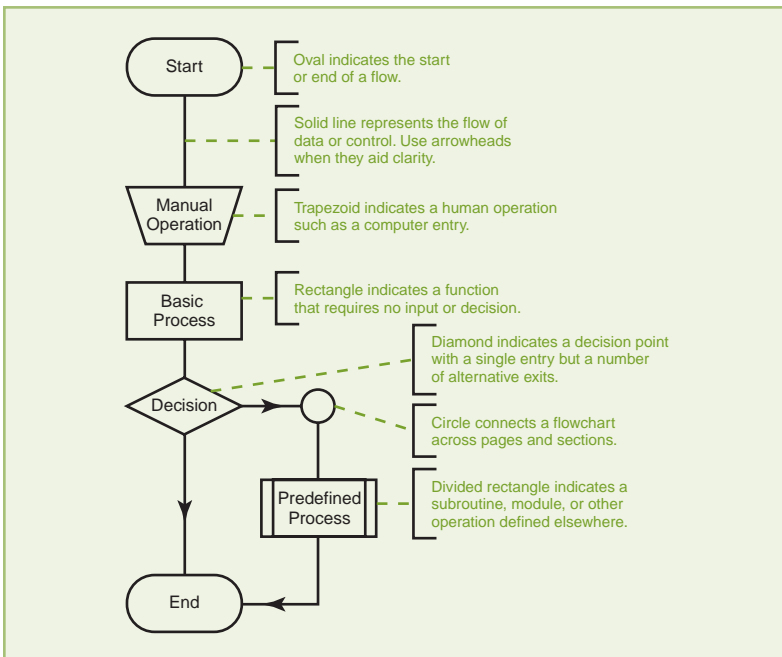 Start
Oval indicates the start
or end of a flow.
Solid line represents the flow of
data or control. Use arrowheads
when they aid clarity.
Manual
Operation
Trapezoid indicates a human operation
such as a computer entry.
Basic
Process
Rectangle indicates a function
that requires no input or decision.
Diamond indicates a decision point
with a single entry but a number
of alternative exits.
Decision
Circle connects a flowchart
across pages and sections.
Predefined
Process
Divided rectangle indicates a
subroutine, module, or other
operation defined elsewhere.
End